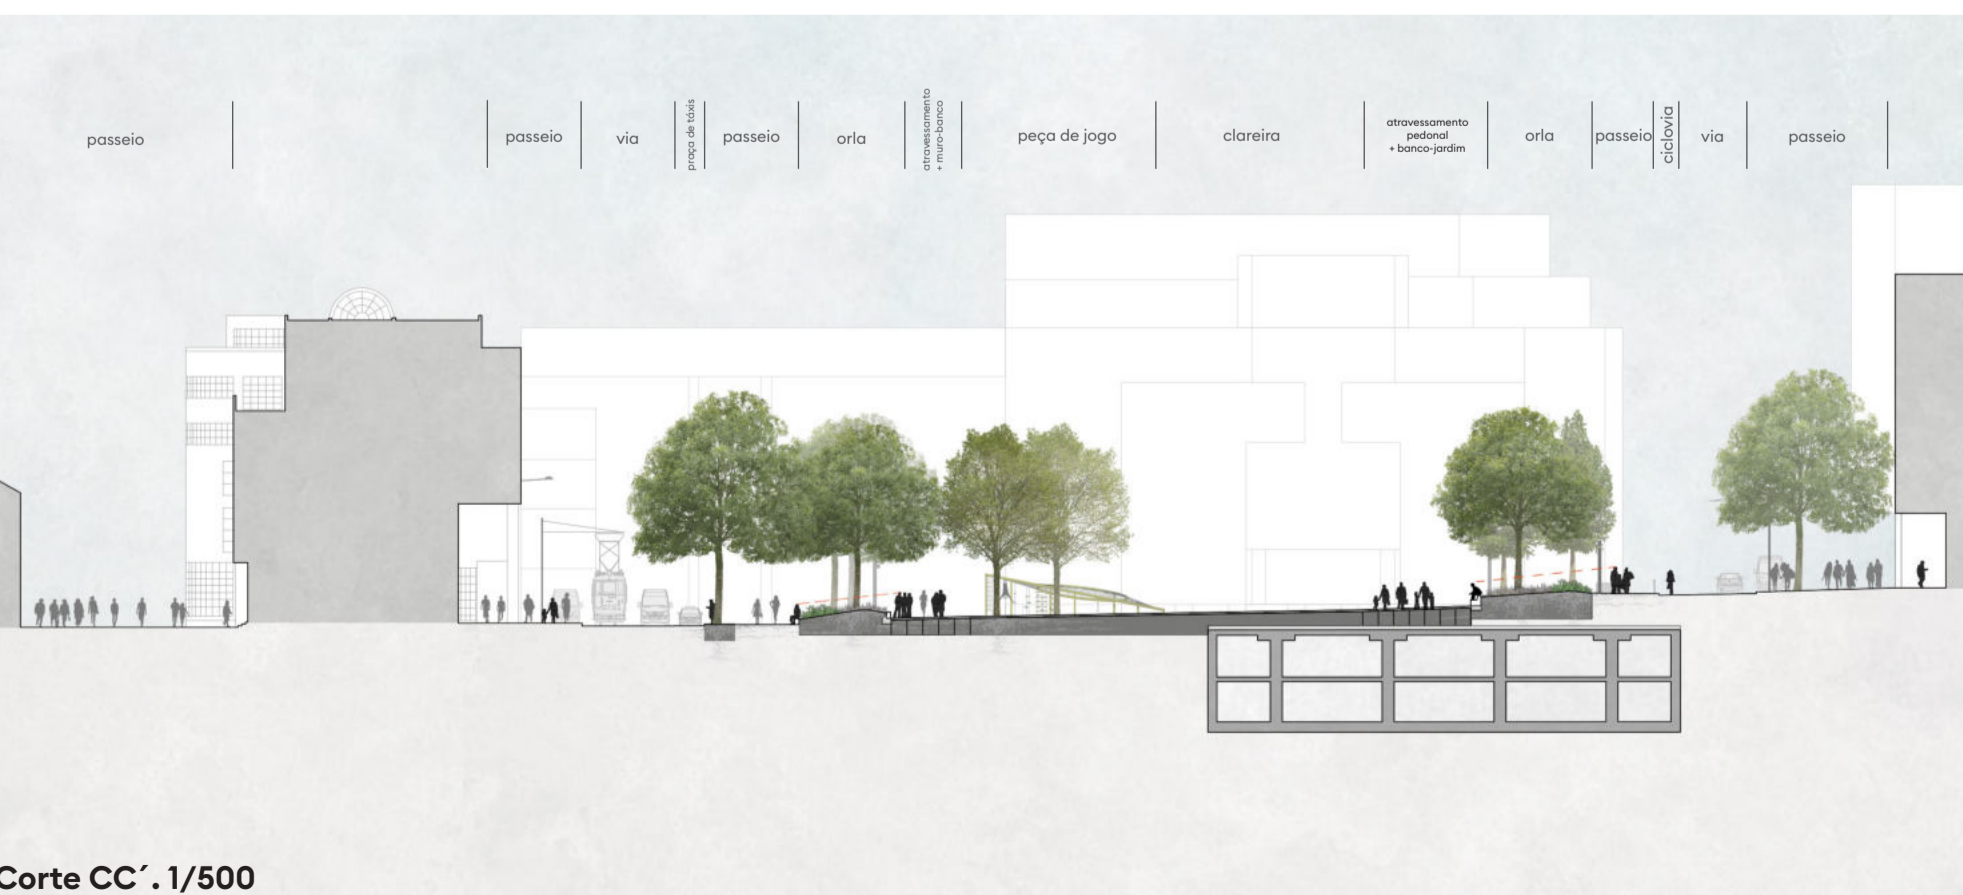 passeio
passeio
via
praça de táxis
passeio
orla
atravessamento
+ muro-banco
peça de jogo
clareira
atravessamento
pedonal
+ banco-jardim
orla
passeio
ciclovia
via
passeio
Corte CC´. 1/500